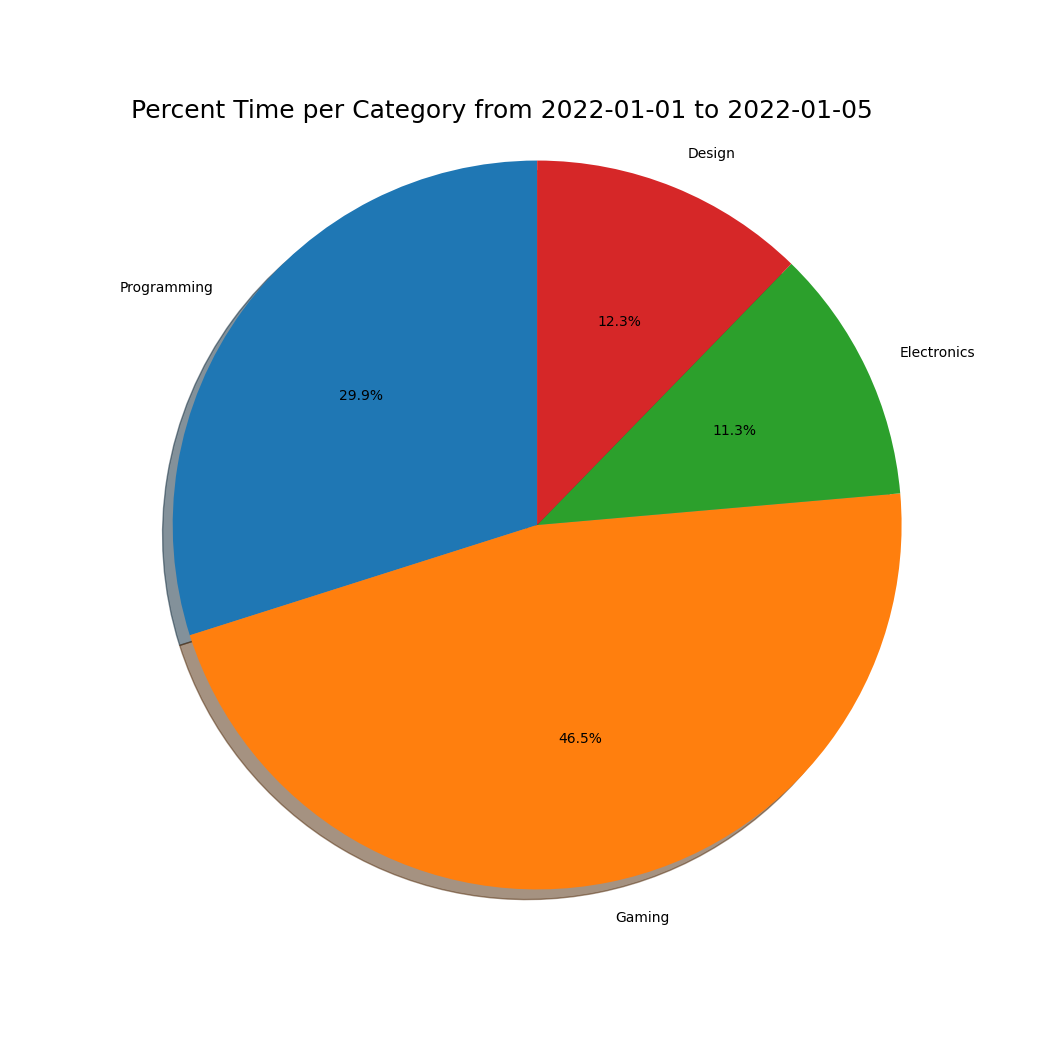 Percent Time per Category from 2022-01-01 to 2022-01-05
Design
Programming
12.3%
Electronics
29.9%
11.3%
46.5%
Gaming